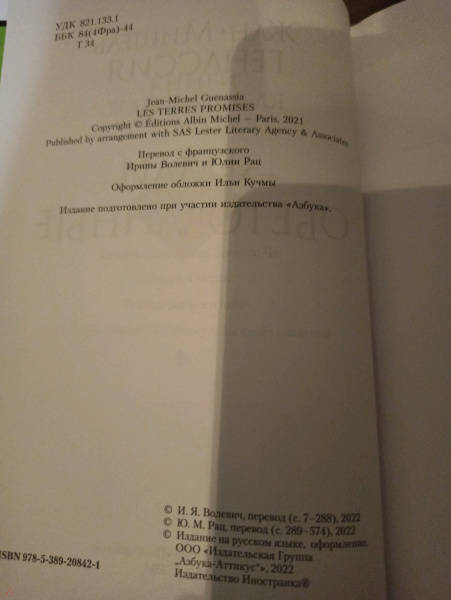 УДК 821.133.1
ББК 84(4Фра)-44
Г 34
Jean-Michel Guenassia
LES TERRES PROMISES
Copyright © Éditions Albin Michel – Paris, 2021
Published by arrangement with SAS Lester Literary Agency & Associates
Перевод с французского
Ирины Волевич и Юлии Рац
Оформление обложки Ильи Кучмы
Издание подготовлено при участии издательства «Азбука».
© И. Я. Волевич, перевод (с. 7–288), 2022
© Ю. М. Рац, перевод (с. 289–574), 2022
© Издание на русском языке, оформление.
ООО «Издательская Группа
„Азбука-Аттикус“», 2022
ISBN 978-5-389-20842-1
Издательство Иностранка®